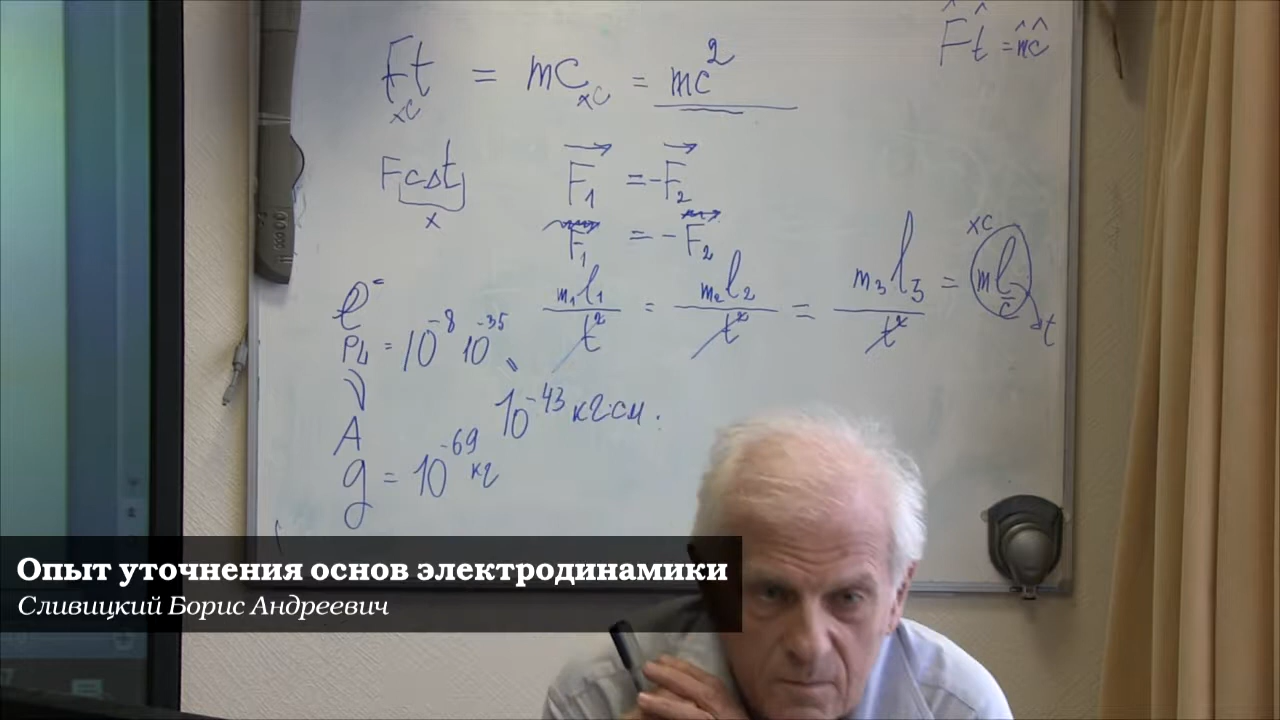 Ft = mc = mc²
xc xc
F̂ t̂ = m̂ ĉ
FcΔt
x
F₁ = -F₂
F₁ = -F₂
m₁l₁/t² = m₂l₂/t² = m₃l₃/t² = ml
xc
c
Δt
e⁻
PL = 10⁻⁸ 10⁻³⁵
10⁻⁴³ кг·см.
ν
A
g = 10⁻⁶⁹ кг
Опыт уточнения основ электродинамики
Сливицкий Борис Андреевич